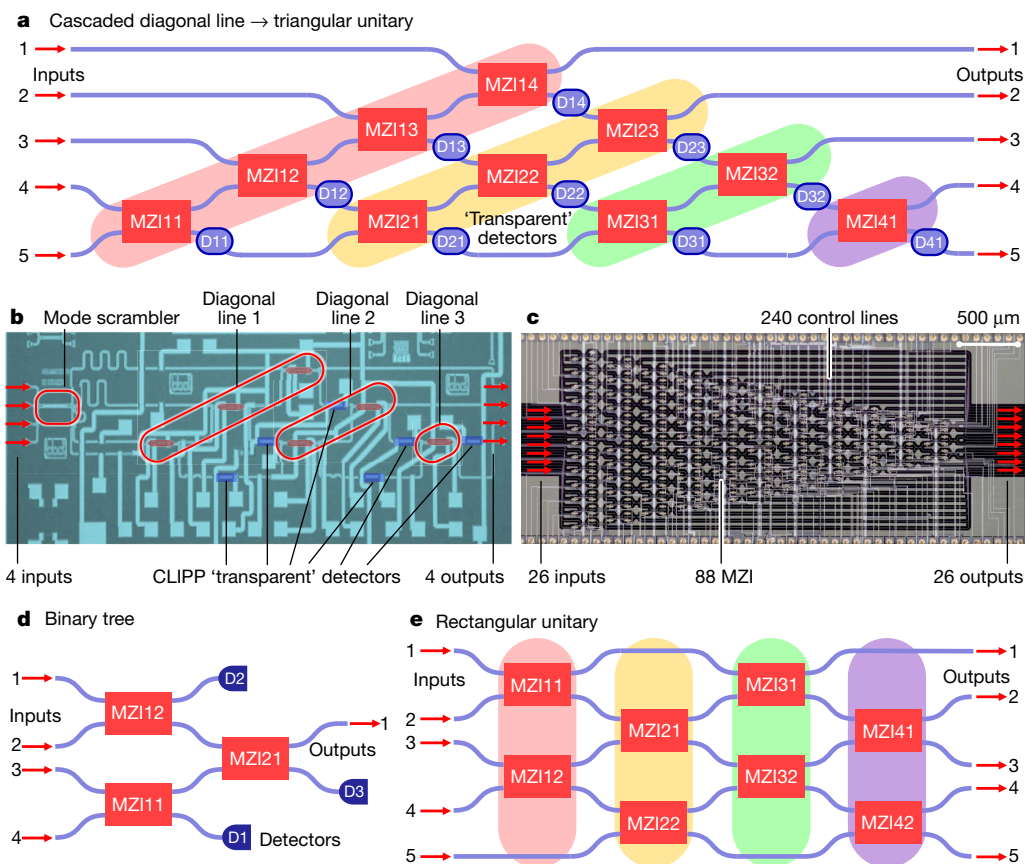 a Cascaded diagonal line → triangular unitary
1
1
Inputs
MZI14
Outputs
2
D14
2
MZI13
MZI23
3
D13
D23
3
MZI12
MZI22
MZI32
4
D12
D22
D32
4
MZI11
MZI21
'Transparent'
detectors
MZI31
MZI41
5
D11
D21
D31
D41
5
b
Mode scrambler
Diagonal
line 1
Diagonal
line 2
Diagonal
line 3
4 inputs
CLIPP 'transparent' detectors
4 outputs
c
240 control lines
500 μm
26 inputs
88 MZI
26 outputs
d Binary tree
1
D2
MZI12
Inputs
1
2
MZI21
Outputs
3
MZI11
D3
4
D1
Detectors
e Rectangular unitary
1
1
Inputs
MZI11
MZI31
Outputs
2
2
MZI21
MZI41
3
3
MZI12
MZI32
4
4
MZI22
MZI42
5
5